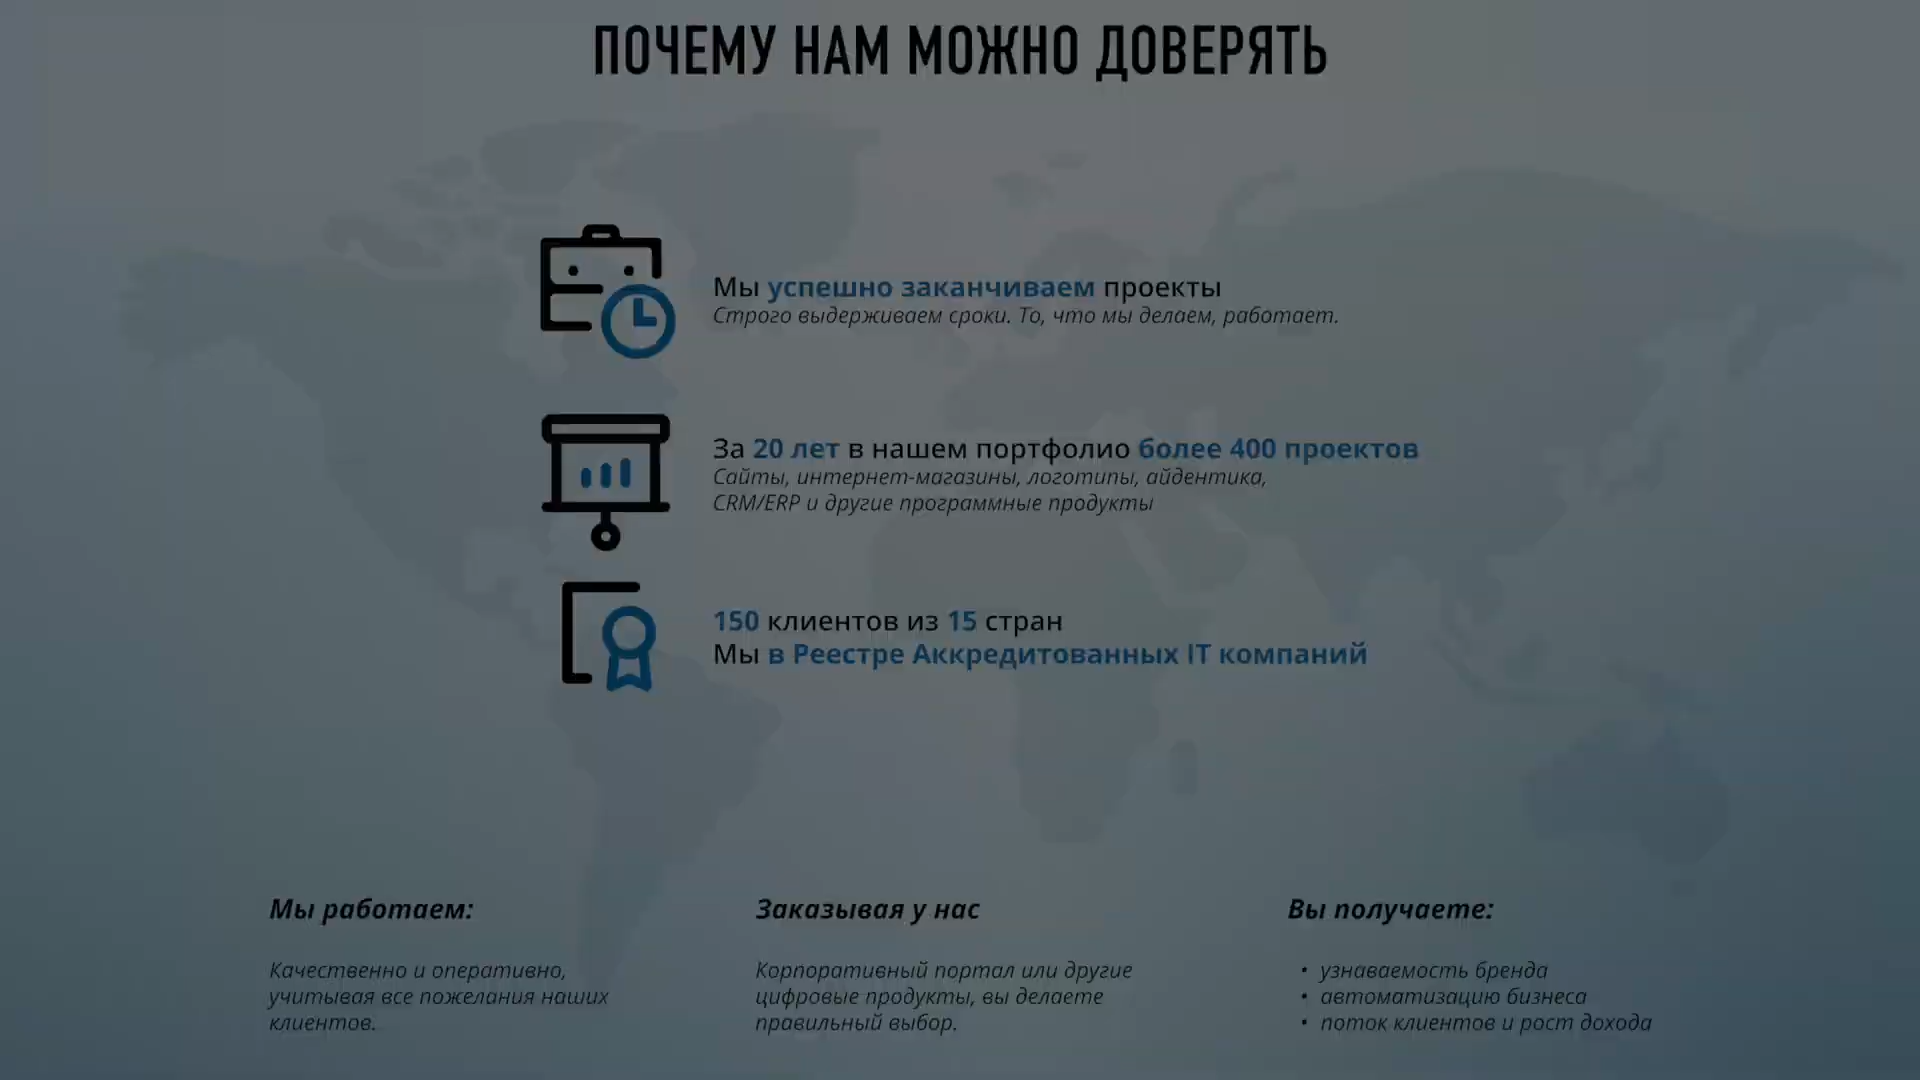 ПОЧЕМУ НАМ МОЖНО ДОВЕРЯТЬ
Мы успешно заканчиваем проекты
Строго выдерживаем сроки. То, что мы делаем, работает.
За 20 лет в нашем портфолио более 400 проектов
Сайты, интернет-магазины, логотипы, айдентика,
CRM/ERP и другие программные продукты
150 клиентов из 15 стран
Мы в Реестре Аккредитованных IT компаний
Мы работаем:
Качественно и оперативно,
учитывая все пожелания наших
клиентов.
Заказывая у нас
Корпоративный портал или другие
цифровые продукты, вы делаете
правильный выбор.
Вы получаете:
• узнаваемость бренда
• автоматизацию бизнеса
• поток клиентов и рост дохода